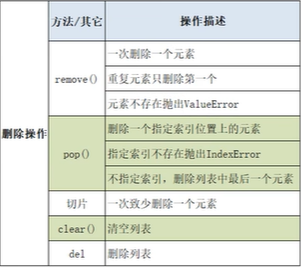 方法/其它 操作描述
删除操作
remove()
一次删除一个元素
重复元素只删除第一个
元素不存在抛出ValueError
pop()
删除一个指定索引位置上的元素
指定索引不存在抛出IndexError
不指定索引，删除列表中最后一个元素
切片 一次致少删除一个元素
clear() 清空列表
del 删除列表